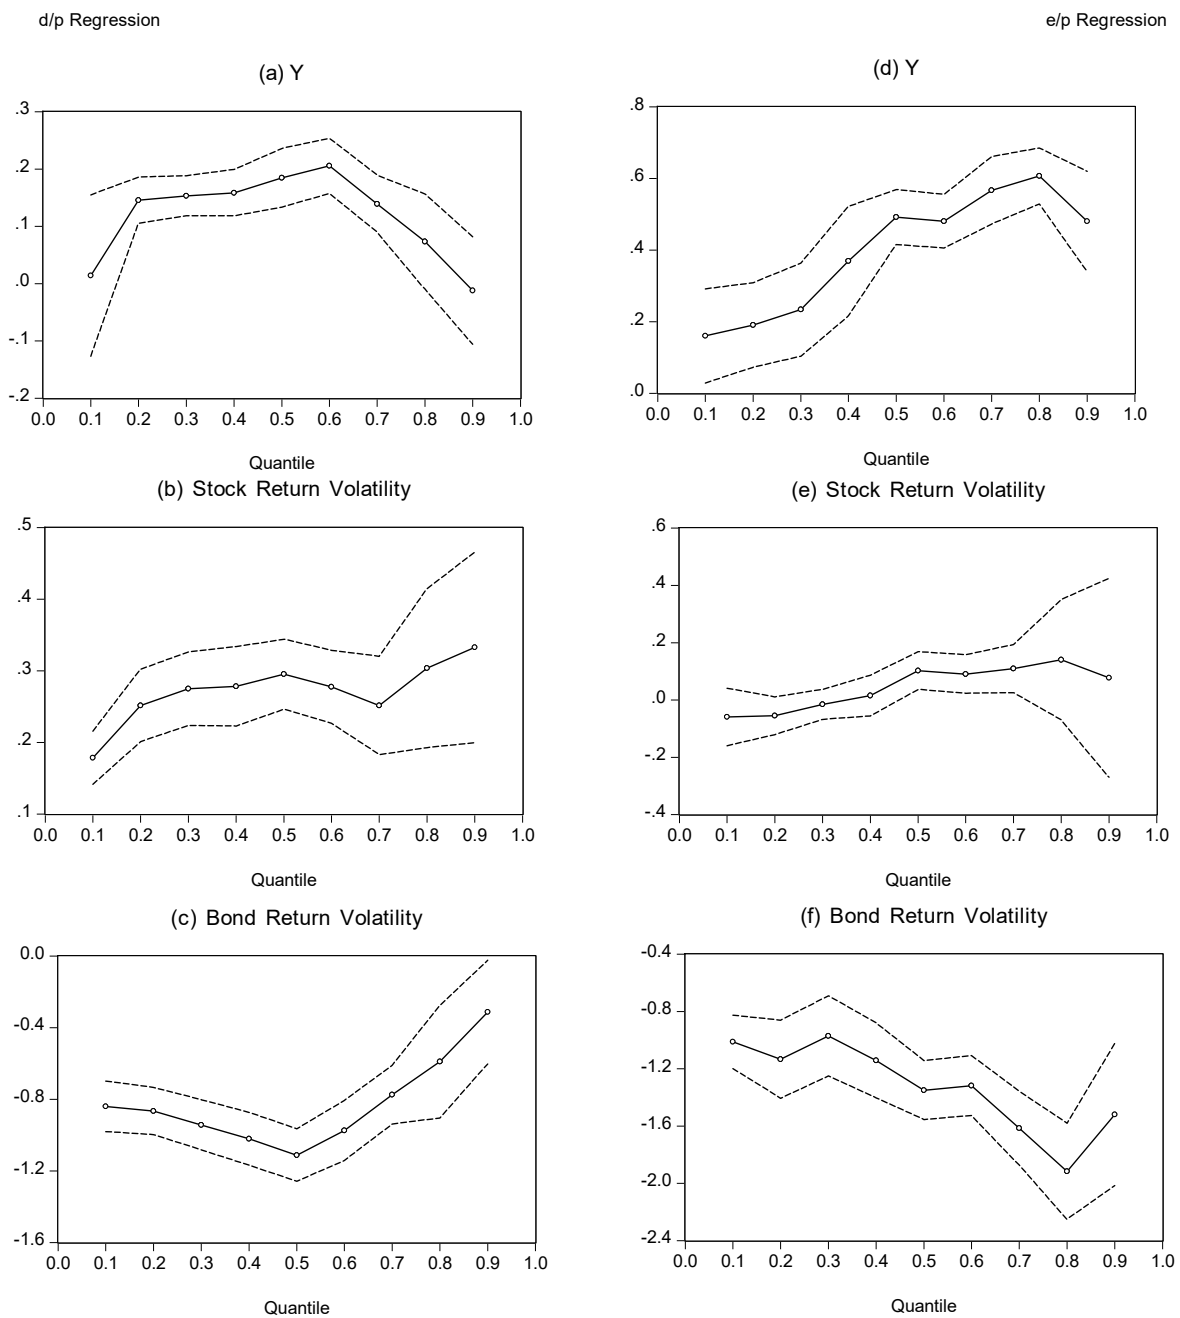 d/p Regression
e/p Regression
(a) Y
.3
.2
.1
.0
-.1
-.2
0.0 0.1 0.2 0.3 0.4 0.5 0.6 0.7 0.8 0.9 1.0
Quantile
(d) Y
.8
.6
.4
.2
.0
0.0 0.1 0.2 0.3 0.4 0.5 0.6 0.7 0.8 0.9 1.0
Quantile
(b) Stock Return Volatility
.5
.4
.3
.2
.1
0.0 0.1 0.2 0.3 0.4 0.5 0.6 0.7 0.8 0.9 1.0
Quantile
(e) Stock Return Volatility
.6
.4
.2
.0
-.2
-.4
0.0 0.1 0.2 0.3 0.4 0.5 0.6 0.7 0.8 0.9 1.0
Quantile
(c) Bond Return Volatility
0.0
-0.4
-0.8
-1.2
-1.6
0.0 0.1 0.2 0.3 0.4 0.5 0.6 0.7 0.8 0.9 1.0
Quantile
(f) Bond Return Volatility
-0.4
-0.8
-1.2
-1.6
-2.0
-2.4
0.0 0.1 0.2 0.3 0.4 0.5 0.6 0.7 0.8 0.9 1.0
Quantile